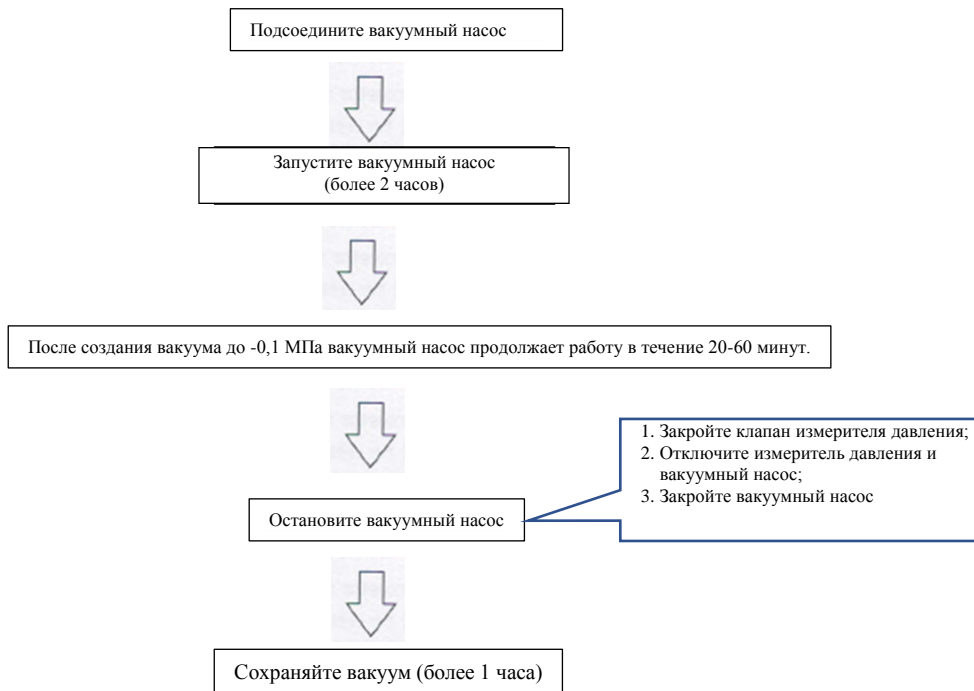 Подсоедините вакуумный насос
Запустите вакуумный насос
(более 2 часов)
После создания вакуума до -0,1 МПа вакуумный насос продолжает работу в течение 20-60 минут.
1. Закройте клапан измерителя давления;
2. Отключите измеритель давления и
вакуумный насос;
3. Закройте вакуумный насос
Остановите вакуумный насос
Сохраняйте вакуум (более 1 часа)